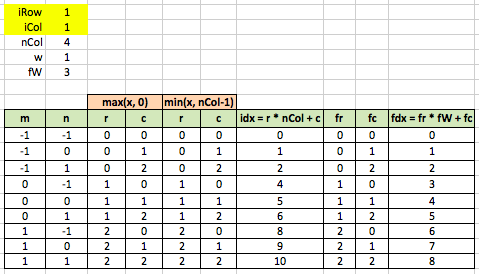 iRow 1
iCol 1
nCol 4
w 1
fW 3
max(x, 0) min(x, nCol-1)
m n r c r c idx = r * nCol + c fr fc fdx = fr * fW + fc
-1 -1 0 0 0 0 0 0 0 0
-1 0 0 1 0 1 1 0 1 1
-1 1 0 2 0 2 2 0 2 2
0 -1 1 0 1 0 4 1 0 3
0 0 1 1 1 1 5 1 1 4
0 1 1 2 1 2 6 1 2 5
1 -1 2 0 2 0 8 2 0 6
1 0 2 1 2 1 9 2 1 7
1 1 2 2 2 2 10 2 2 8